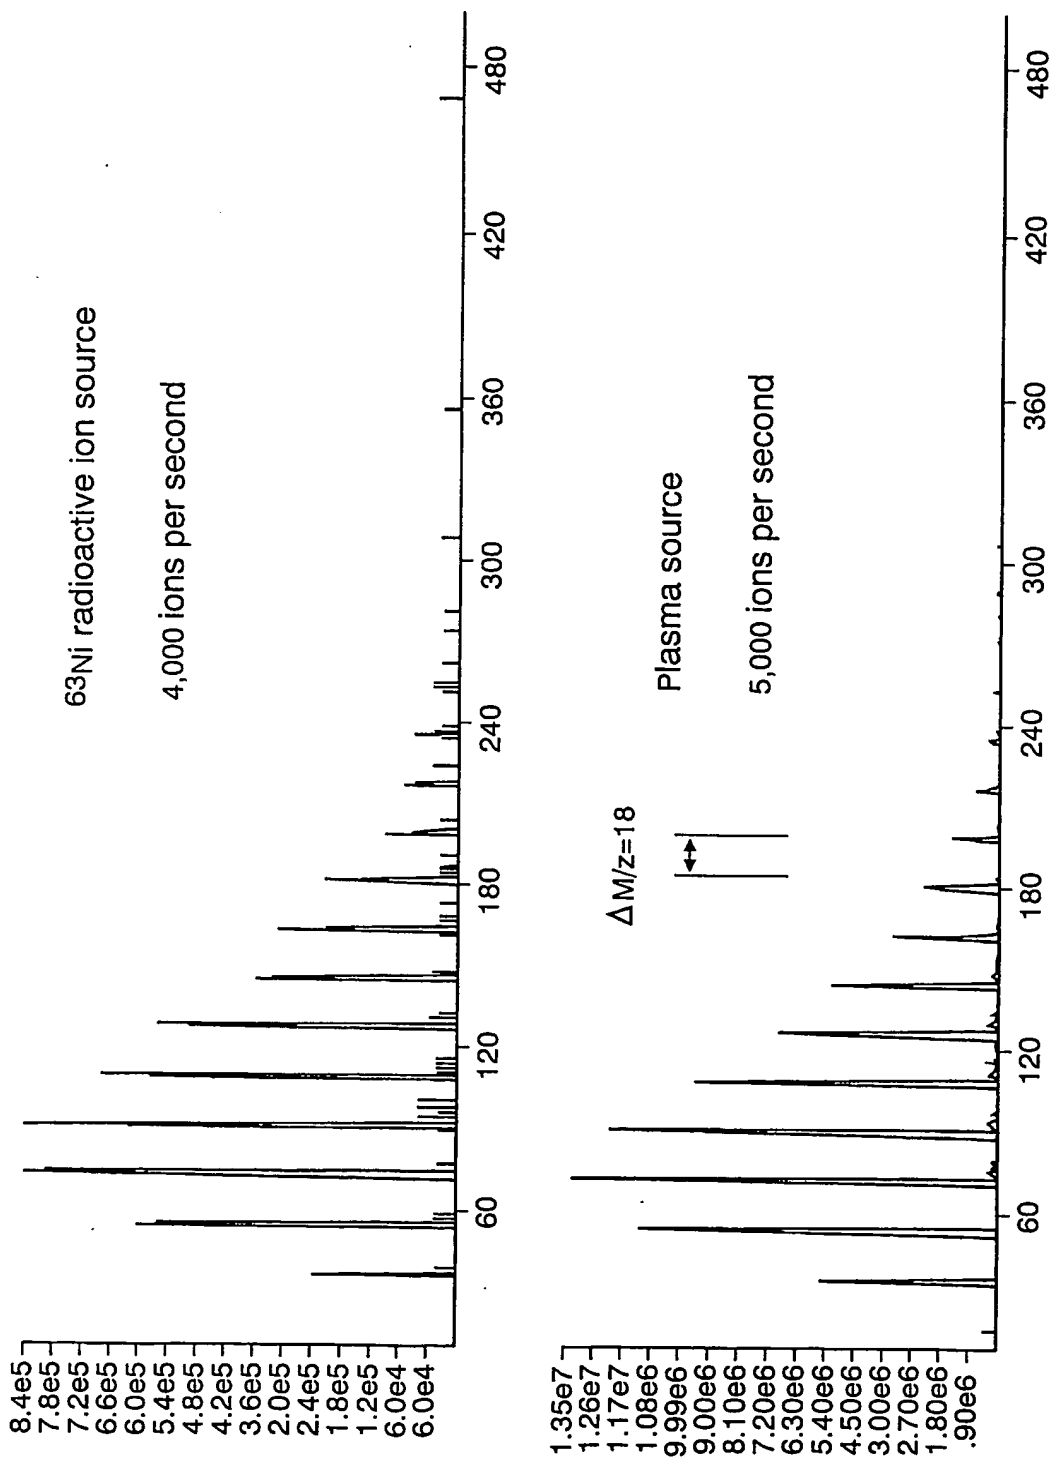 8.4e5
7.8e5
7.2e5
6.6e5
6.0e5
5.4e5
4.8e5
4.2e5
3.6e5
2.0e5
2.4e5
1.8e5
1.2e5
6.0e4
6.0e4
63Ni radioactive ion source
4,000 ions per second
60
120
180
240
300
360
420
480
1.35e7
1.26e7
1.17e7
1.08e6
9.99e6
9.00e6
8.10e6
7.20e6
6.30e6
5.40e6
4.50e6
3.00e6
2.70e6
1.80e6
.90e6
ΔM/z=18
Plasma source
5,000 ions per second
60
120
180
240
300
360
420
480